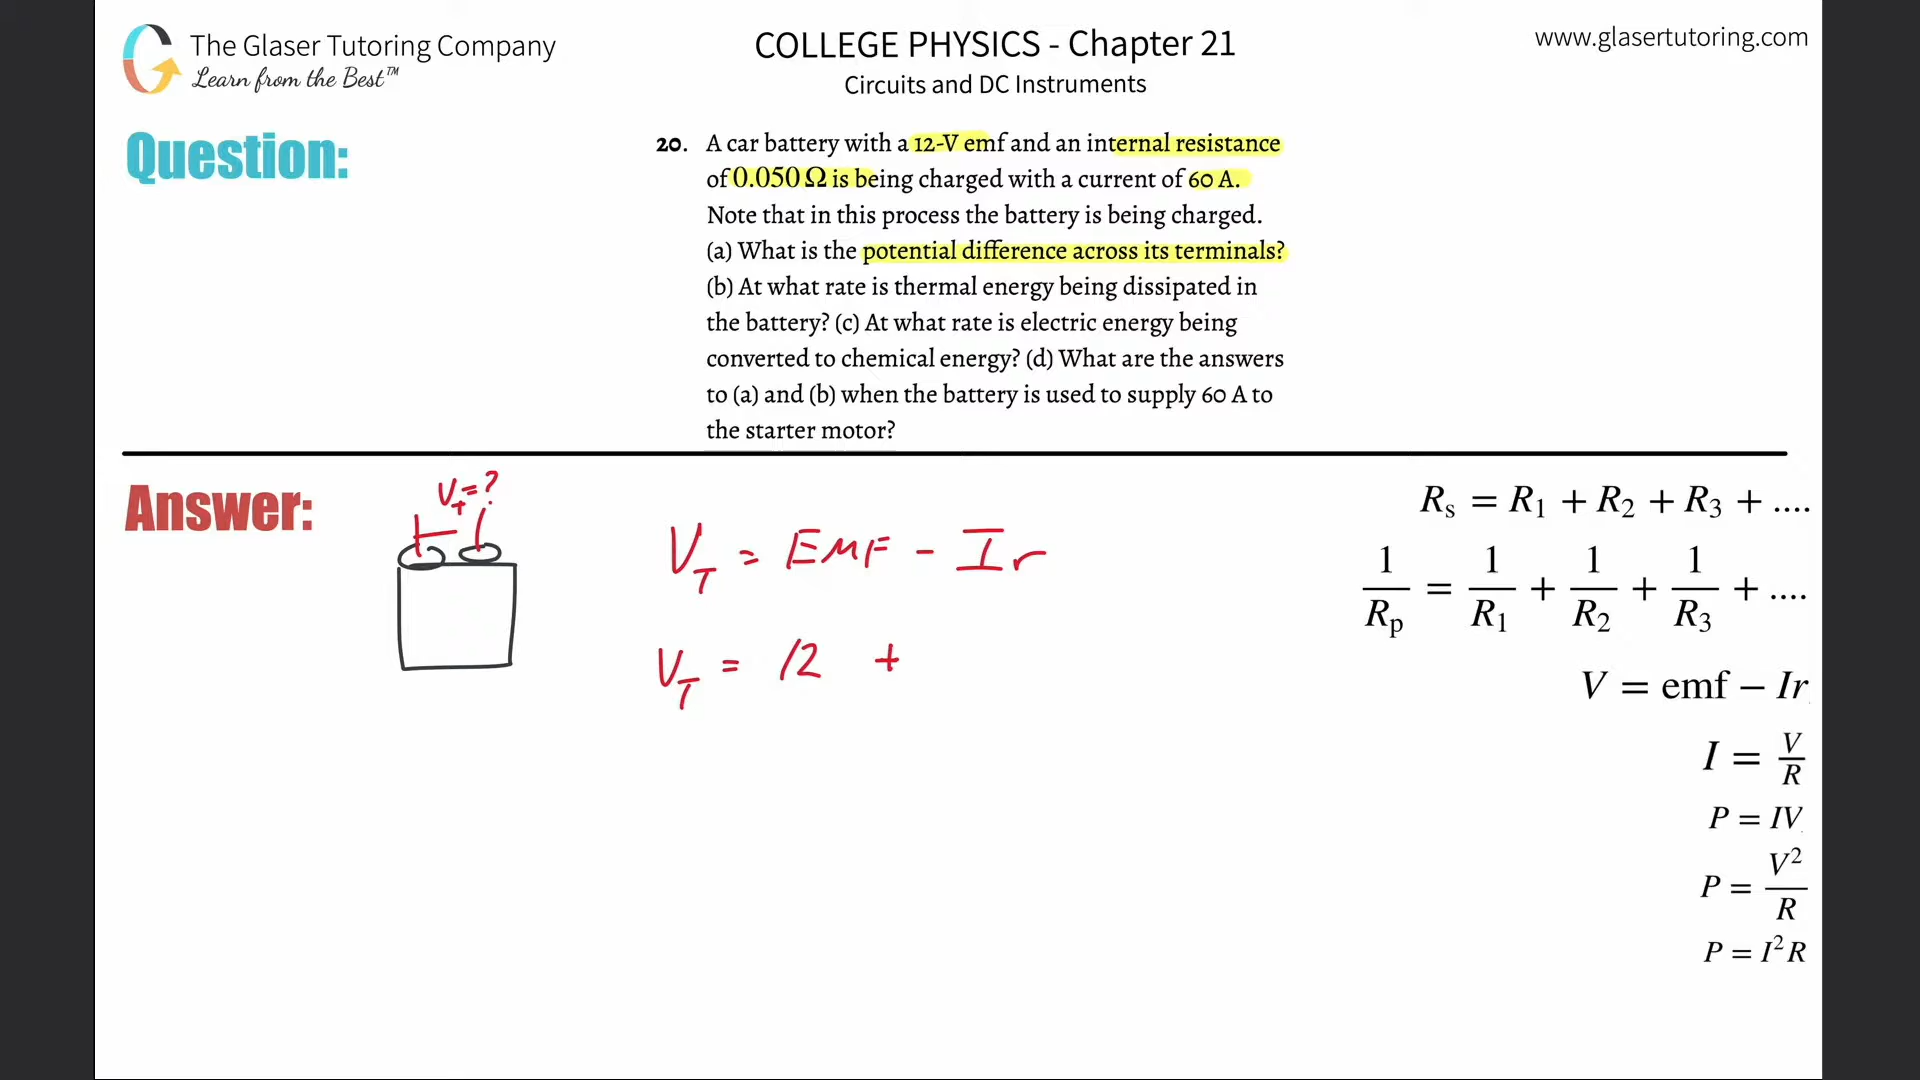 The Glaser Tutoring Company
Learn from the Best™
COLLEGE PHYSICS - Chapter 21
Circuits and DC Instruments
www.glasertutoring.com
Question:
20. A car battery with a 12-V emf and an internal resistance
of 0.050 Ω is being charged with a current of 60 A.
Note that in this process the battery is being charged.
(a) What is the potential difference across its terminals?
(b) At what rate is thermal energy being dissipated in
the battery? (c) At what rate is electric energy being
converted to chemical energy? (d) What are the answers
to (a) and (b) when the battery is used to supply 60 A to
the starter motor?
Answer:
V_T = ?
V_T = EMF - Ir
V_T = 12 +
R_s = R_1 + R_2 + R_3 + ....
1/R_p = 1/R_1 + 1/R_2 + 1/R_3 + ....
V = emf − Ir
I = V/R
P = IV
P = V²/R
P = I²R